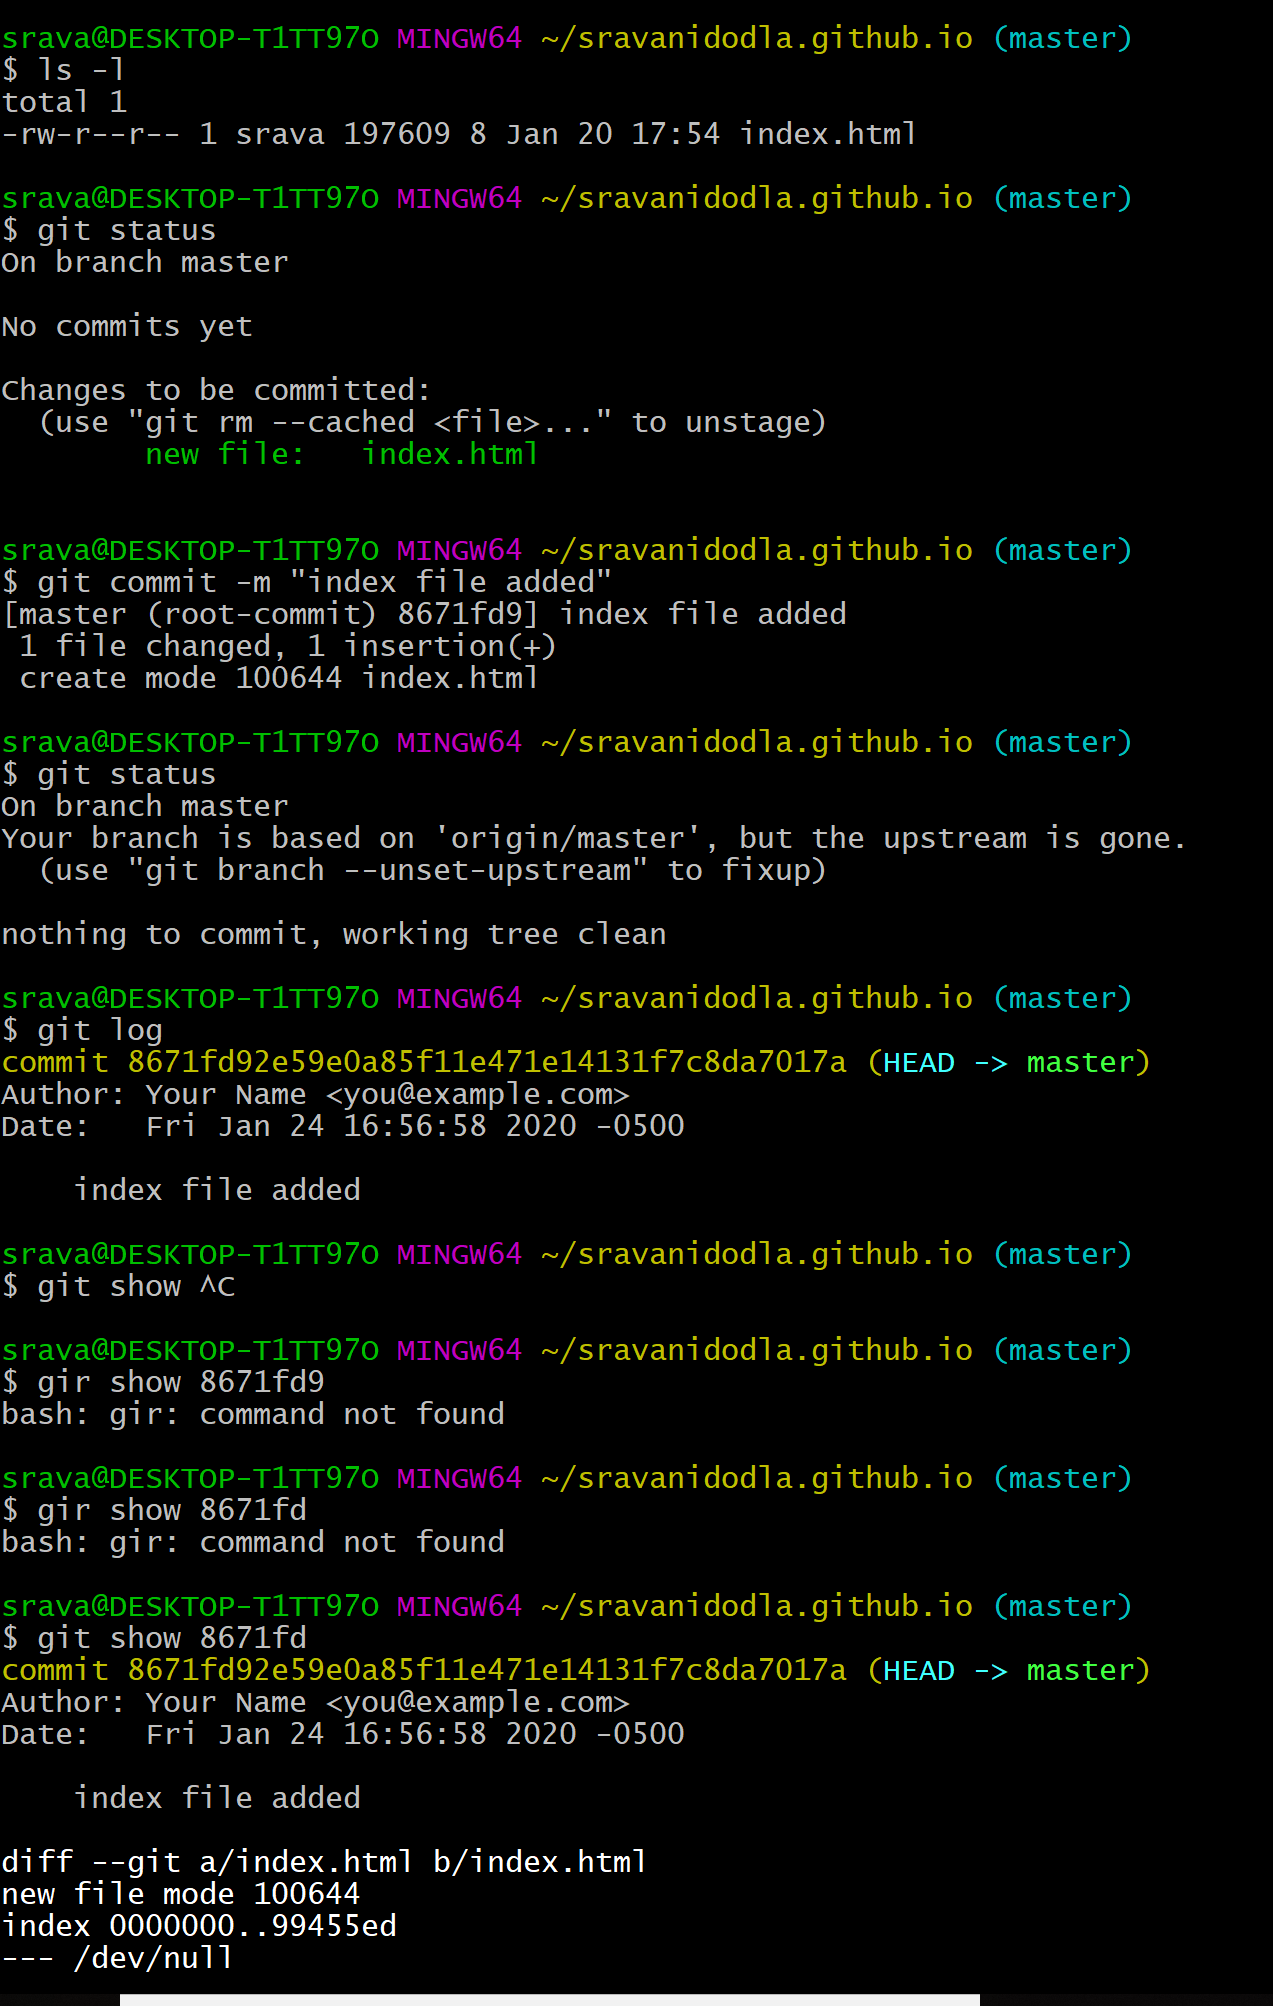 srava@DESKTOP-T1TT97O MINGW64 ~/sravanidodla.github.io (master)
$ ls -l
total 1
-rw-r--r-- 1 srava 197609 8 Jan 20 17:54 index.html
srava@DESKTOP-T1TT97O MINGW64 ~/sravanidodla.github.io (master)
$ git status
On branch master
No commits yet
Changes to be committed:
  (use "git rm --cached <file>..." to unstage)
        new file:   index.html
srava@DESKTOP-T1TT97O MINGW64 ~/sravanidodla.github.io (master)
$ git commit -m "index file added"
[master (root-commit) 8671fd9] index file added
 1 file changed, 1 insertion(+)
 create mode 100644 index.html
srava@DESKTOP-T1TT97O MINGW64 ~/sravanidodla.github.io (master)
$ git status
On branch master
Your branch is based on 'origin/master', but the upstream is gone.
  (use "git branch --unset-upstream" to fixup)
nothing to commit, working tree clean
srava@DESKTOP-T1TT97O MINGW64 ~/sravanidodla.github.io (master)
$ git log
commit 8671fd92e59e0a85f11e471e14131f7c8da7017a (HEAD -> master)
Author: Your Name <you@example.com>
Date:   Fri Jan 24 16:56:58 2020 -0500
    index file added
srava@DESKTOP-T1TT97O MINGW64 ~/sravanidodla.github.io (master)
$ git show ^C
srava@DESKTOP-T1TT97O MINGW64 ~/sravanidodla.github.io (master)
$ gir show 8671fd9
bash: gir: command not found
srava@DESKTOP-T1TT97O MINGW64 ~/sravanidodla.github.io (master)
$ gir show 8671fd
bash: gir: command not found
srava@DESKTOP-T1TT97O MINGW64 ~/sravanidodla.github.io (master)
$ git show 8671fd
commit 8671fd92e59e0a85f11e471e14131f7c8da7017a (HEAD -> master)
Author: Your Name <you@example.com>
Date:   Fri Jan 24 16:56:58 2020 -0500
    index file added
diff --git a/index.html b/index.html
new file mode 100644
index 0000000..99455ed
--- /dev/null